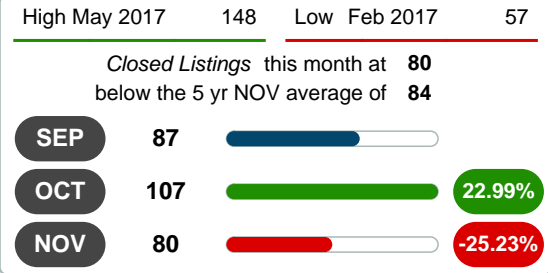 High May 2017 148 Low Feb 2017 57
Closed Listings this month at 80
below the 5 yr NOV average of 84
SEP 87
OCT 107 22.99%
NOV 80 -25.23%